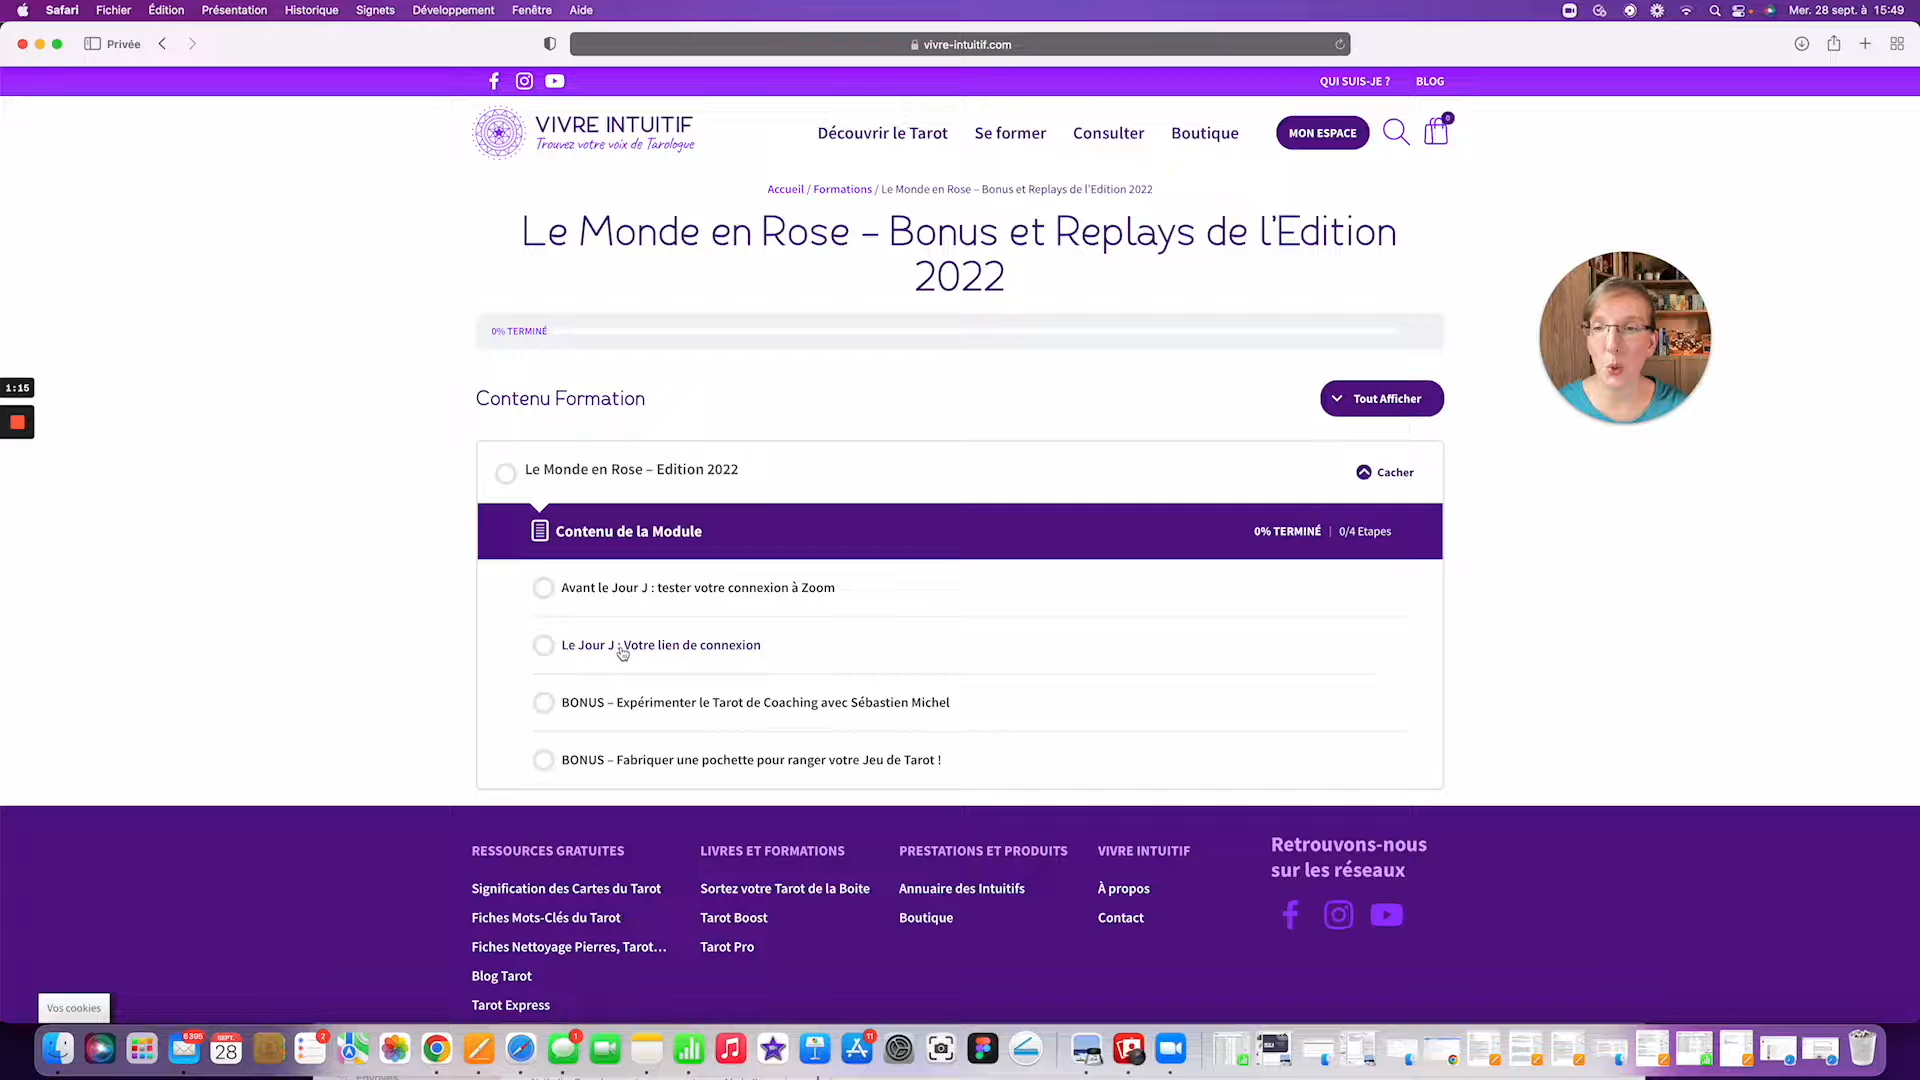 Safari Fichier Édition Présentation Historique Signets Développement Fenêtre Aide Mer. 28 sept. à 15:49
Privée vivre-intuitif.com
QUI SUIS-JE ? BLOG
VIVRE INTUITIF
Trouvez votre voix de Tarologue
Découvrir le Tarot Se former Consulter Boutique MON ESPACE 0
Accueil / Formations / Le Monde en Rose – Bonus et Replays de l'Edition 2022
Le Monde en Rose – Bonus et Replays de l'Edition
2022
0% TERMINÉ
1:15
Contenu Formation Tout Afficher
Le Monde en Rose – Edition 2022 Cacher
Contenu de la Module 0% TERMINÉ | 0/4 Etapes
Avant le Jour J : tester votre connexion à Zoom
Le Jour J : Votre lien de connexion
BONUS – Expérimenter le Tarot de Coaching avec Sébastien Michel
BONUS – Fabriquer une pochette pour ranger votre Jeu de Tarot !
RESSOURCES GRATUITES
Signification des Cartes du Tarot
Fiches Mots-Clés du Tarot
Fiches Nettoyage Pierres, Tarot…
Blog Tarot
Tarot Express
LIVRES ET FORMATIONS
Sortez votre Tarot de la Boite
Tarot Boost
Tarot Pro
PRESTATIONS ET PRODUITS
Annuaire des Intuitifs
Boutique
VIVRE INTUITIF
À propos
Contact
Retrouvons-nous
sur les réseaux
Vos cookies
6395 SEPT. 28 2 1 11